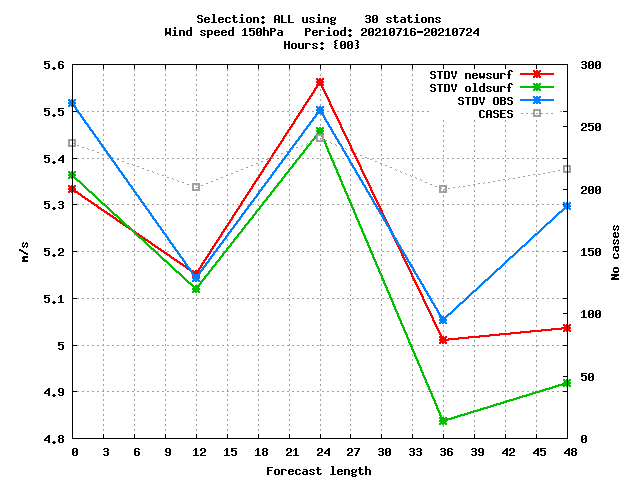 Selection: ALL using    30 stations
Wind speed 150hPa   Period: 20210716-20210724
Hours: {00}
5.6
5.5
5.4
5.3
5.2
5.1
5
4.9
4.8
m/s
STDV newsurf
STDV oldsurf
STDV OBS
CASES
300
250
200
150
100
50
0
No cases
0 3 6 9 12 15 18 21 24 27 30 33 36 39 42 45 48
Forecast length